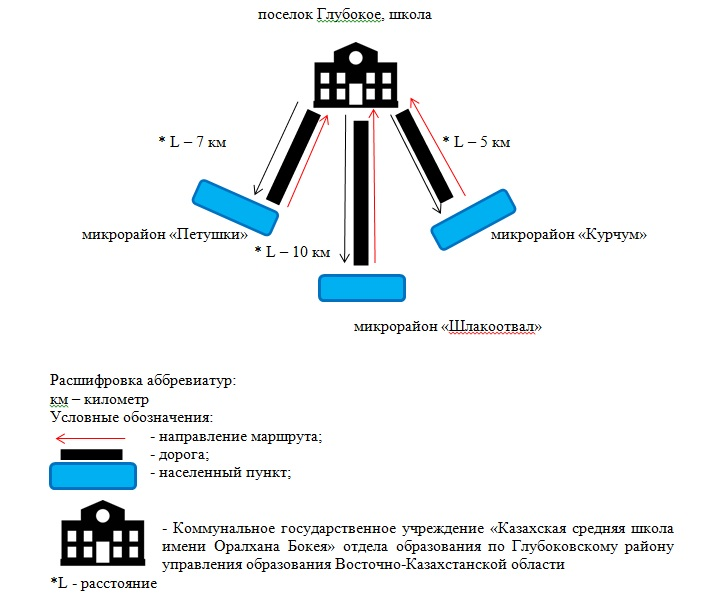 поселок Глубокое, школа
* L – 7 км
* L – 5 км
микрорайон «Петушки»
микрорайон «Курчум»
* L – 10 км
микрорайон «Шлакоотвал»
Расшифровка аббревиатур:
км – километр
Условные обозначения:
- направление маршрута;
- дорога;
- населенный пункт;
- Коммунальное государственное учреждение «Казахская средняя школа
имени Оралхана Бокея» отдела образования по Глубоковскому району
управления образования Восточно-Казахстанской области
*L - расстояние